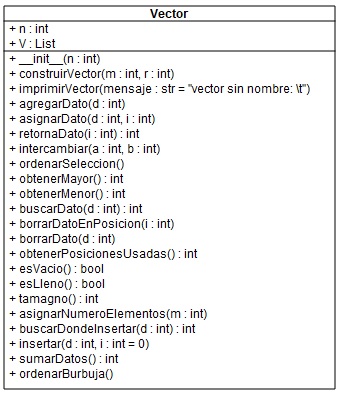 Vector
+ n : int
+ V : List
+ __init__(n : int)
+ construirVector(m : int, r : int)
+ imprimirVector(mensaje : str = "vector sin nombre: \t")
+ agregarDato(d : int)
+ asignarDato(d : int, i : int)
+ retornaDato(i : int) : int
+ intercambiar(a : int, b : int)
+ ordenarSeleccion()
+ obtenerMayor() : int
+ obtenerMenor() : int
+ buscarDato(d : int) : int
+ borrarDatoEnPosicion(i : int)
+ borrarDato(d : int)
+ obtenerPosicionesUsadas() : int
+ esVacio() : bool
+ esLleno() : bool
+ tamagno() : int
+ asignarNumeroElementos(m : int)
+ buscarDondeInsertar(d : int) : int
+ insertar(d : int, i : int = 0)
+ sumarDatos() : int
+ ordenarBurbuja()